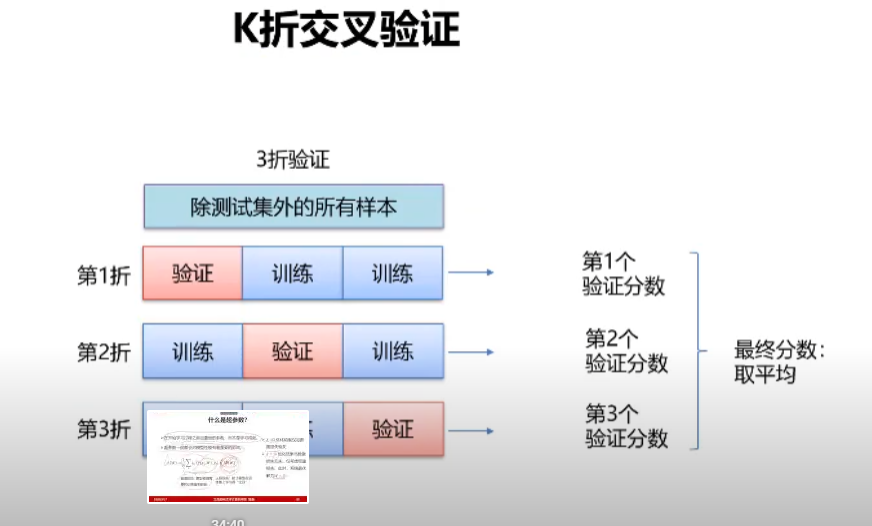 K折交叉验证
3折验证
除测试集外的所有样本
第1折
验证
训练
训练
第1个
验证分数
第2折
训练
验证
训练
第2个
验证分数
最终分数：
取平均
第3折
验证
第3个
验证分数
什么是超参数?
34:40